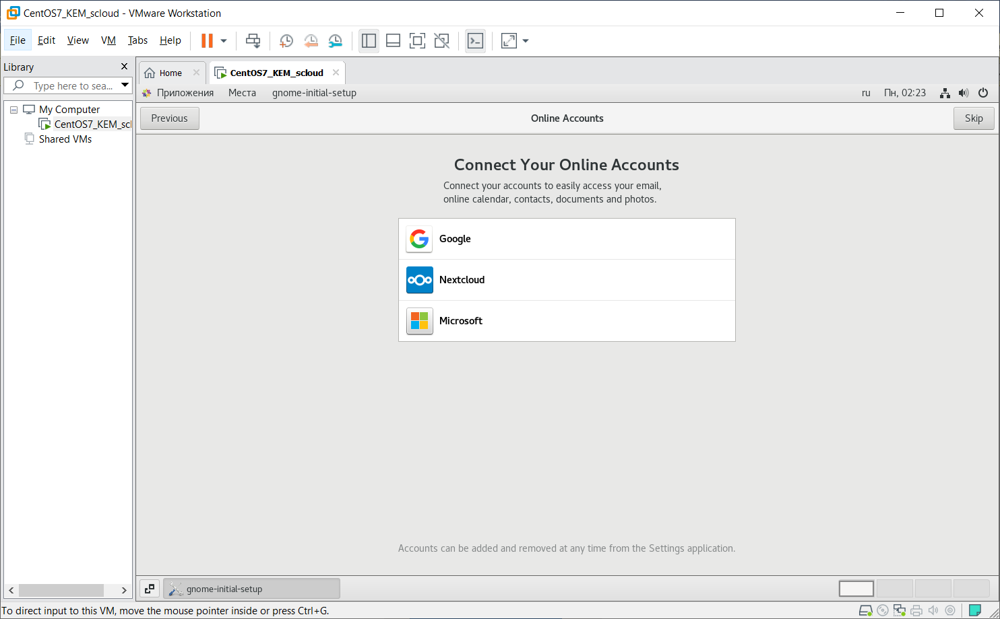 CentOS7_KEM_scloud - VMware Workstation
File Edit View VM Tabs Help
Library
Type here to sea...
My Computer
CentOS7_KEM_scl
Shared VMs
Home
CentOS7_KEM_scloud
Приложения Места gnome-initial-setup ru Пн, 02:23
Previous Online Accounts Skip
Connect Your Online Accounts
Connect your accounts to easily access your email,
online calendar, contacts, documents and photos.
Google
Nextcloud
Microsoft
Accounts can be added and removed at any time from the Settings application.
gnome-initial-setup
To direct input to this VM, move the mouse pointer inside or press Ctrl+G.